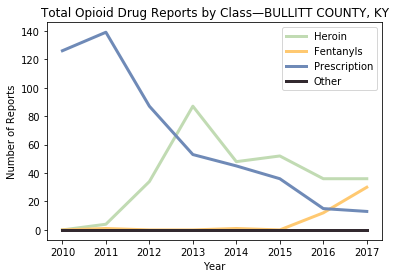 Total Opioid Drug Reports by Class—BULLITT COUNTY, KY
Heroin
Fentanyls
Prescription
Other
Number of Reports
140
120
100
80
60
40
20
0
2010 2011 2012 2013 2014 2015 2016 2017
Year